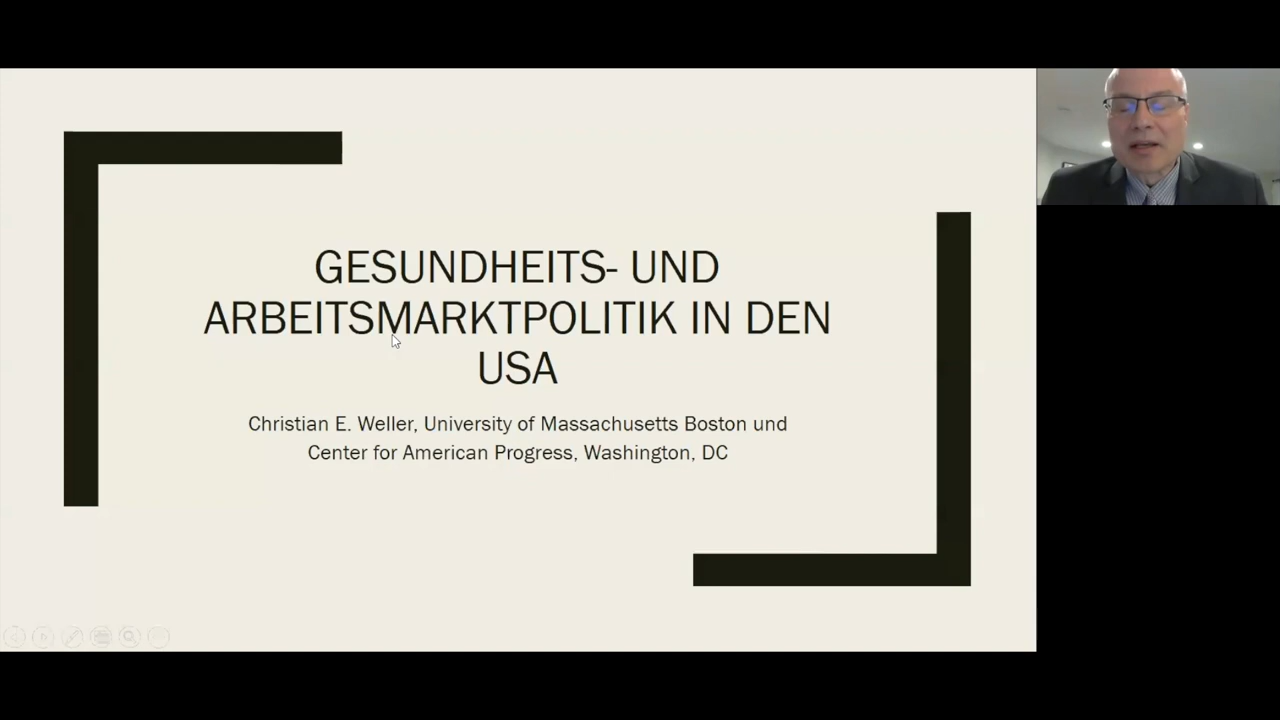 GESUNDHEITS- UND
ARBEITSMARKTPOLITIK IN DEN
USA
Christian E. Weller, University of Massachusetts Boston und
Center for American Progress, Washington, DC